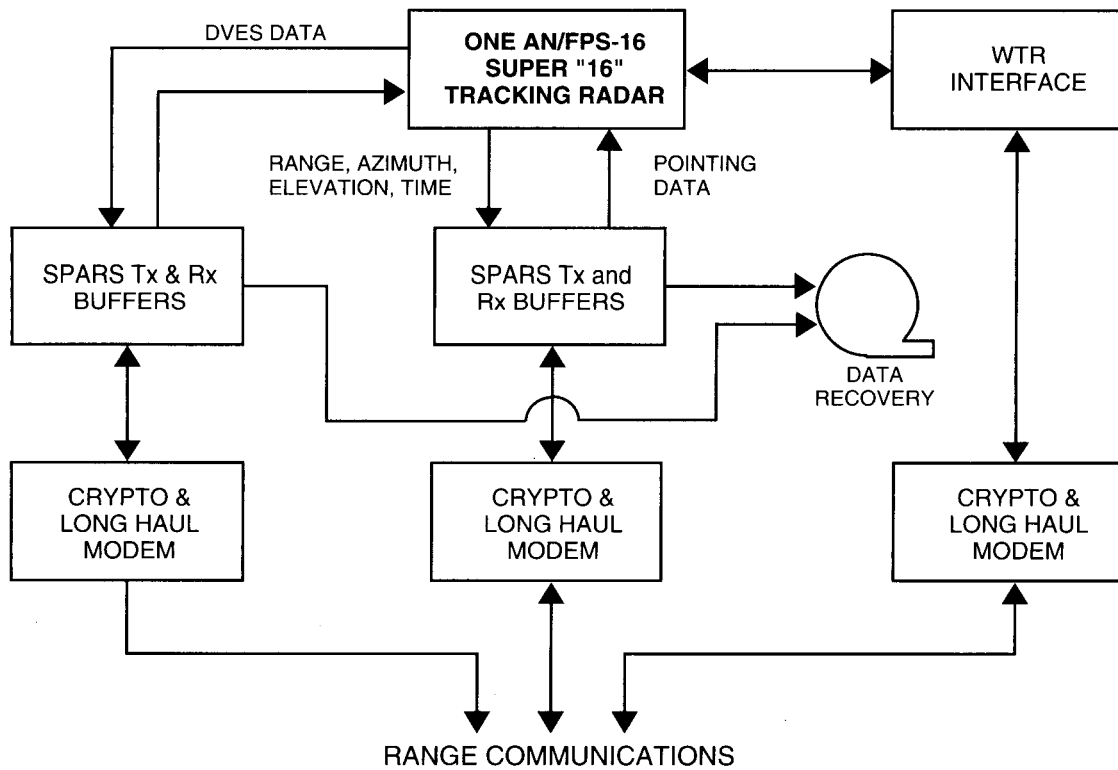 DVES DATA
ONE AN/FPS-16
SUPER "16"
TRACKING RADAR
WTR
INTERFACE
RANGE, AZIMUTH,
ELEVATION, TIME
POINTING
DATA
SPARS Tx & Rx
BUFFERS
SPARS Tx and
Rx BUFFERS
DATA
RECOVERY
CRYPTO &
LONG HAUL
MODEM
CRYPTO &
LONG HAUL
MODEM
CRYPTO &
LONG HAUL
MODEM
RANGE COMMUNICATIONS